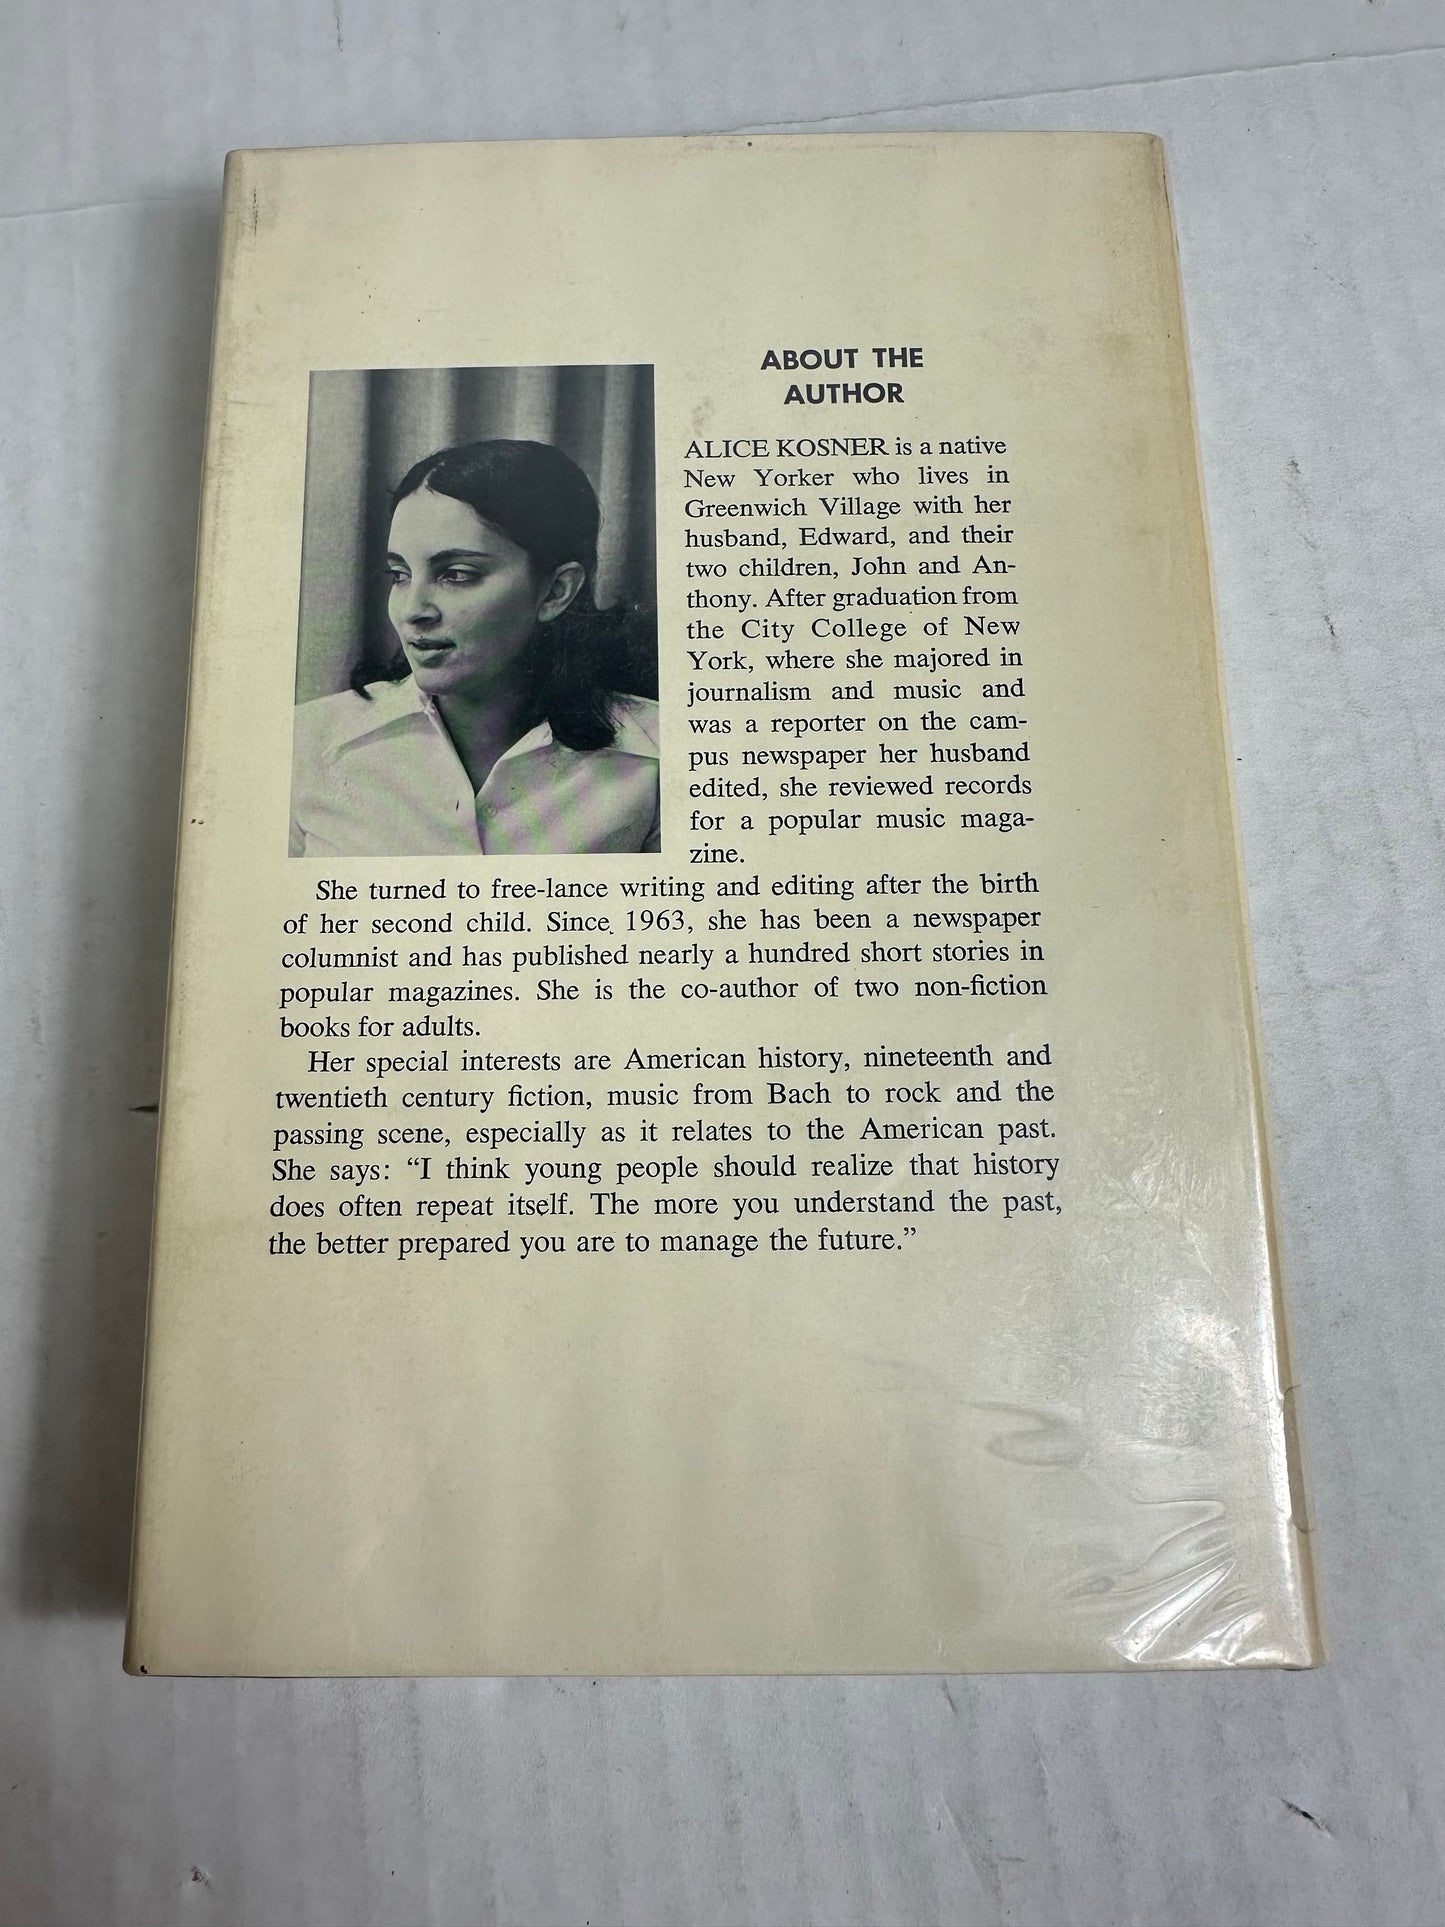 ABOUT THE
AUTHOR
ALICE KOSNER is a native
New Yorker who lives in
Greenwich Village with her
husband, Edward, and their
two children, John and An-
thony. After graduation from
the City College of New
York, where she majored in
journalism and music and
was a reporter on the cam-
pus newspaper her husband
edited, she reviewed records
for a popular music maga-
zine.
She turned to free-lance writing and editing after the birth
of her second child. Since 1963, she has been a newspaper
columnist and has published nearly a hundred short stories in
popular magazines. She is the co-author of two non-fiction
books for adults.
Her special interests are American history, nineteenth and
twentieth century fiction, music from Bach to rock and the
passing scene, especially as it relates to the American past.
She says: “I think young people should realize that history
does often repeat itself. The more you understand the past,
the better prepared you are to manage the future.”